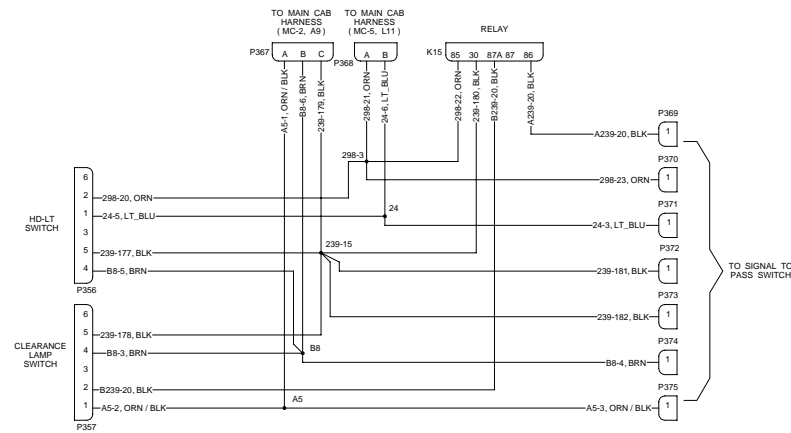 TO MAIN CAB
HARNESS
(MC-2, A9)
TO MAIN CAB
HARNESS
(MC-5, L11)
RELAY
P367
A B C
P368
A B
K15
85 30 87A 87 86
A5-1, ORN / BLK
B8-6, BRN
239-179, BLK
298-21, ORN
24-6, LT_BLU
298-22, ORN
239-180, BLK
B239-20, BLK
A239-20, BLK
P369
A239-20, BLK
1
298-3
P370
298-23, ORN
1
HD-LT
SWITCH
6
2
298-20, ORN
1
24-5, LT_BLU
3
5
239-177, BLK
4
B8-5, BRN
P356
24
P371
24-3, LT_BLU
1
239-15
P372
239-181, BLK
1
TO SIGNAL TO
PASS SWITCH
P373
239-182, BLK
1
CLEARANCE
LAMP
SWITCH
6
5
239-178, BLK
4
B8-3, BRN
3
2
B239-20, BLK
1
A5-2, ORN / BLK
P357
B8
P374
B8-4, BRN
1
A5
P375
A5-3, ORN / BLK
1